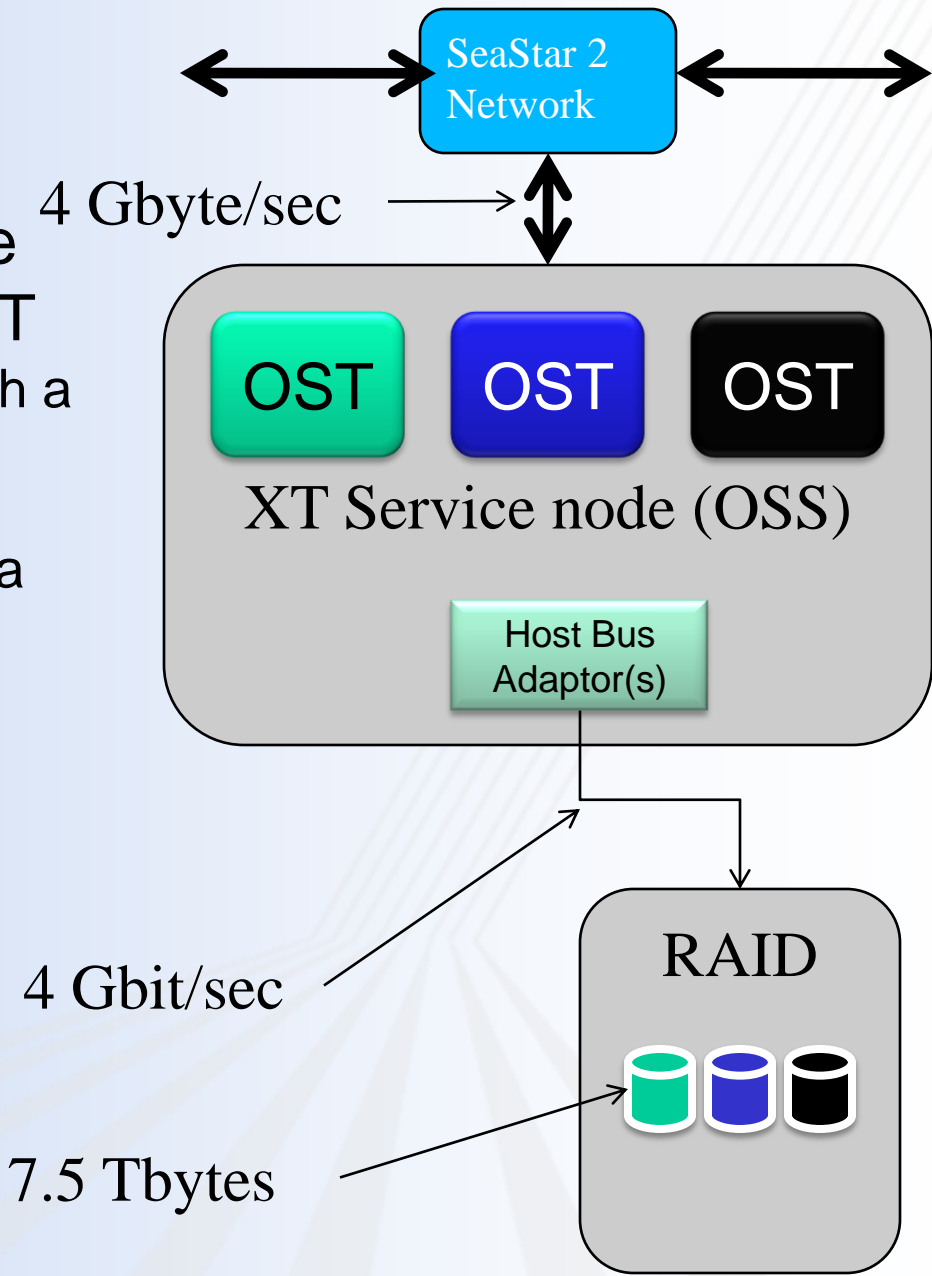 SeaStar 2
Network
4 Gbyte/sec
e
T
h a
a
OST OST OST
XT Service node (OSS)
Host Bus
Adaptor(s)
RAID
4 Gbit/sec
7.5 Tbytes